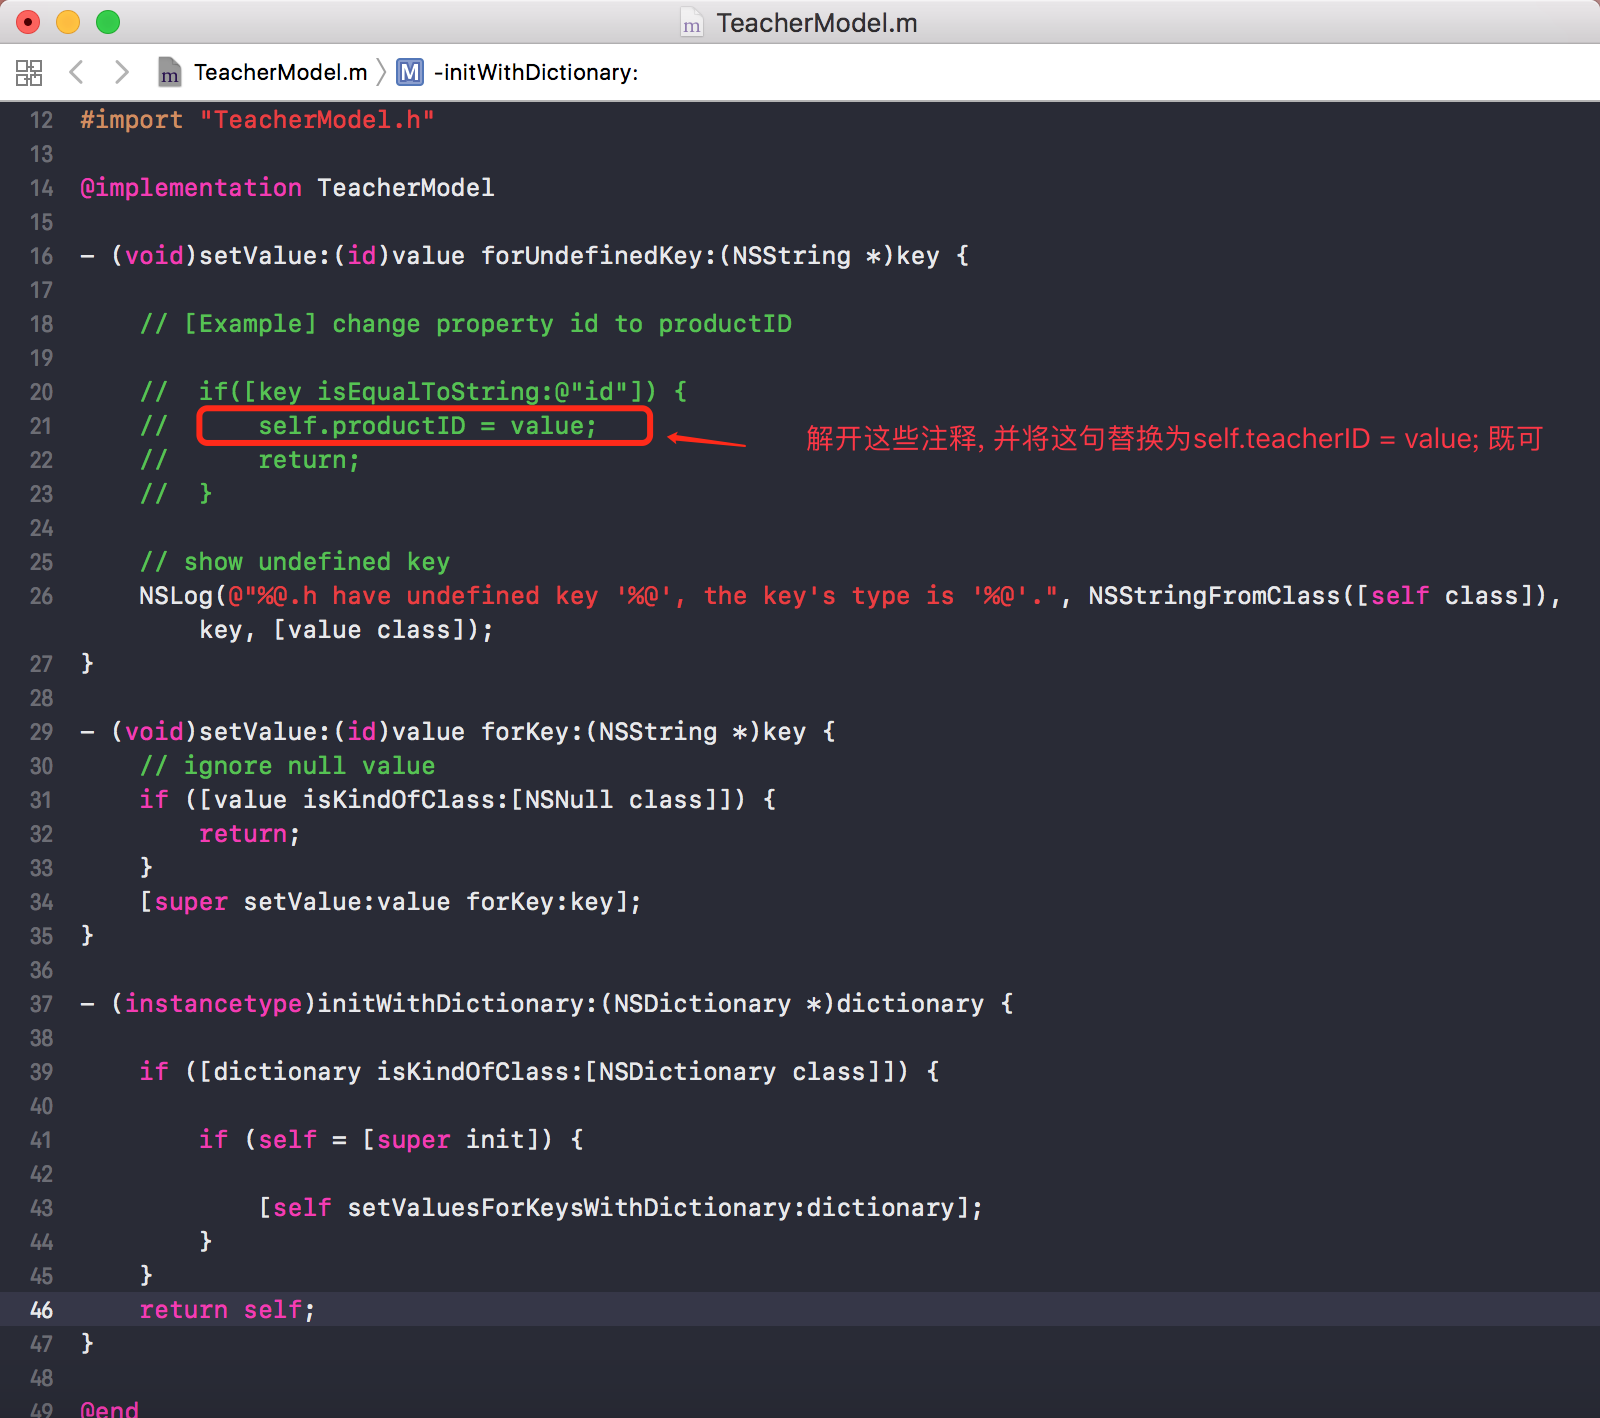 TeacherModel.m
TeacherModel.m 〉 M -initWithDictionary:
12 #import "TeacherModel.h"
13
14 @implementation TeacherModel
15
16 - (void)setValue:(id)value forUndefinedKey:(NSString *)key {
17
18 // [Example] change property id to productID
19
20 // if([key isEqualToString:@"id"]) {
21 // self.productID = value; 解开这些注释, 并将这句替换为self.teacherID = value; 既可
22 // return;
23 // }
24
25 // show undefined key
26 NSLog(@"%@.h have undefined key '%@', the key's type is '%@'.", NSStringFromClass([self class]),
key, [value class]);
27 }
28
29 - (void)setValue:(id)value forKey:(NSString *)key {
30 // ignore null value
31 if ([value isKindOfClass:[NSNull class]]) {
32 return;
33 }
34 [super setValue:value forKey:key];
35 }
36
37 - (instancetype)initWithDictionary:(NSDictionary *)dictionary {
38
39 if ([dictionary isKindOfClass:[NSDictionary class]]) {
40
41 if (self = [super init]) {
42
43 [self setValuesForKeysWithDictionary:dictionary];
44 }
45 }
46 return self;
47 }
48
49 @end